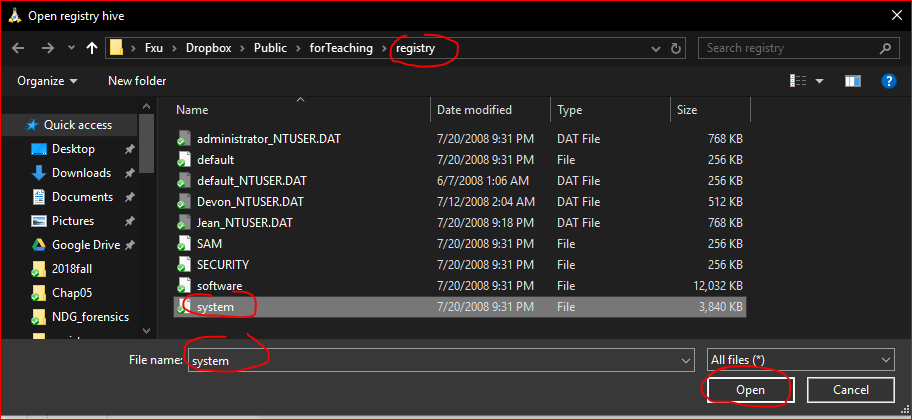 Open registry hive
Fxu > Dropbox > Public > forTeaching > registry
Search registry
Organize
New folder
Name Date modified Type Size
Quick access
Desktop
Downloads
Documents
Pictures
Google Drive
2018fall
Chap05
NDG_forensics
administrator_NTUSER.DAT 7/20/2008 9:31 PM DAT File 768 KB
default 7/20/2008 9:31 PM File 256 KB
default_NTUSER.DAT 6/7/2008 1:06 AM DAT File 256 KB
Devon_NTUSER.DAT 7/12/2008 2:04 AM DAT File 512 KB
Jean_NTUSER.DAT 7/20/2008 9:18 PM DAT File 768 KB
SAM 7/20/2008 9:31 PM File 256 KB
SECURITY 7/20/2008 9:31 PM File 256 KB
software 7/20/2008 9:31 PM File 12,032 KB
system 7/20/2008 9:31 PM File 3,840 KB
File name: system
All files (*)
Open
Cancel